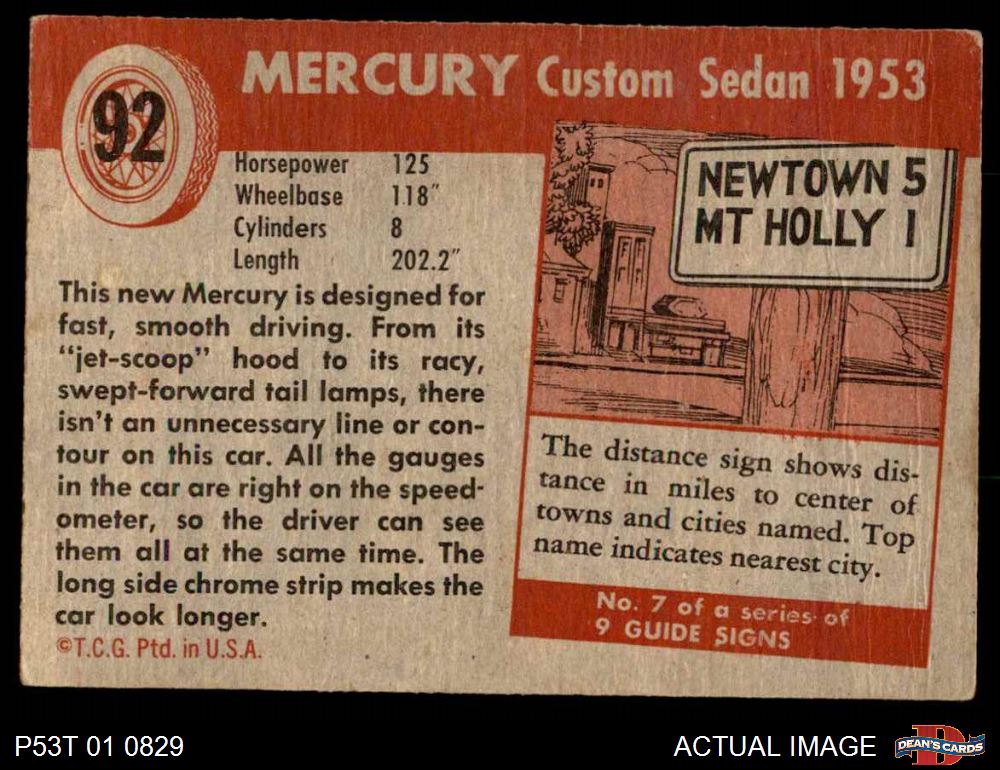 92
MERCURY Custom Sedan 1953
Horsepower 125
Wheelbase 118"
Cylinders 8
Length 202.2"
This new Mercury is designed for
fast, smooth driving. From its
"jet-scoop" hood to its racy,
swept-forward tail lamps, there
isn't an unnecessary line or con-
tour on this car. All the gauges
in the car are right on the speed-
ometer, so the driver can see
them all at the same time. The
long side chrome strip makes the
car look longer.
©T.C.G. Ptd. in U.S.A.
NEWTOWN 5
MT HOLLY 1
The distance sign shows dis-
tance in miles to center of
towns and cities named. Top
name indicates nearest city.
No. 7 of a series of
9 GUIDE SIGNS
P53T 01 0829
ACTUAL IMAGE
D
DEAN'S CARDS